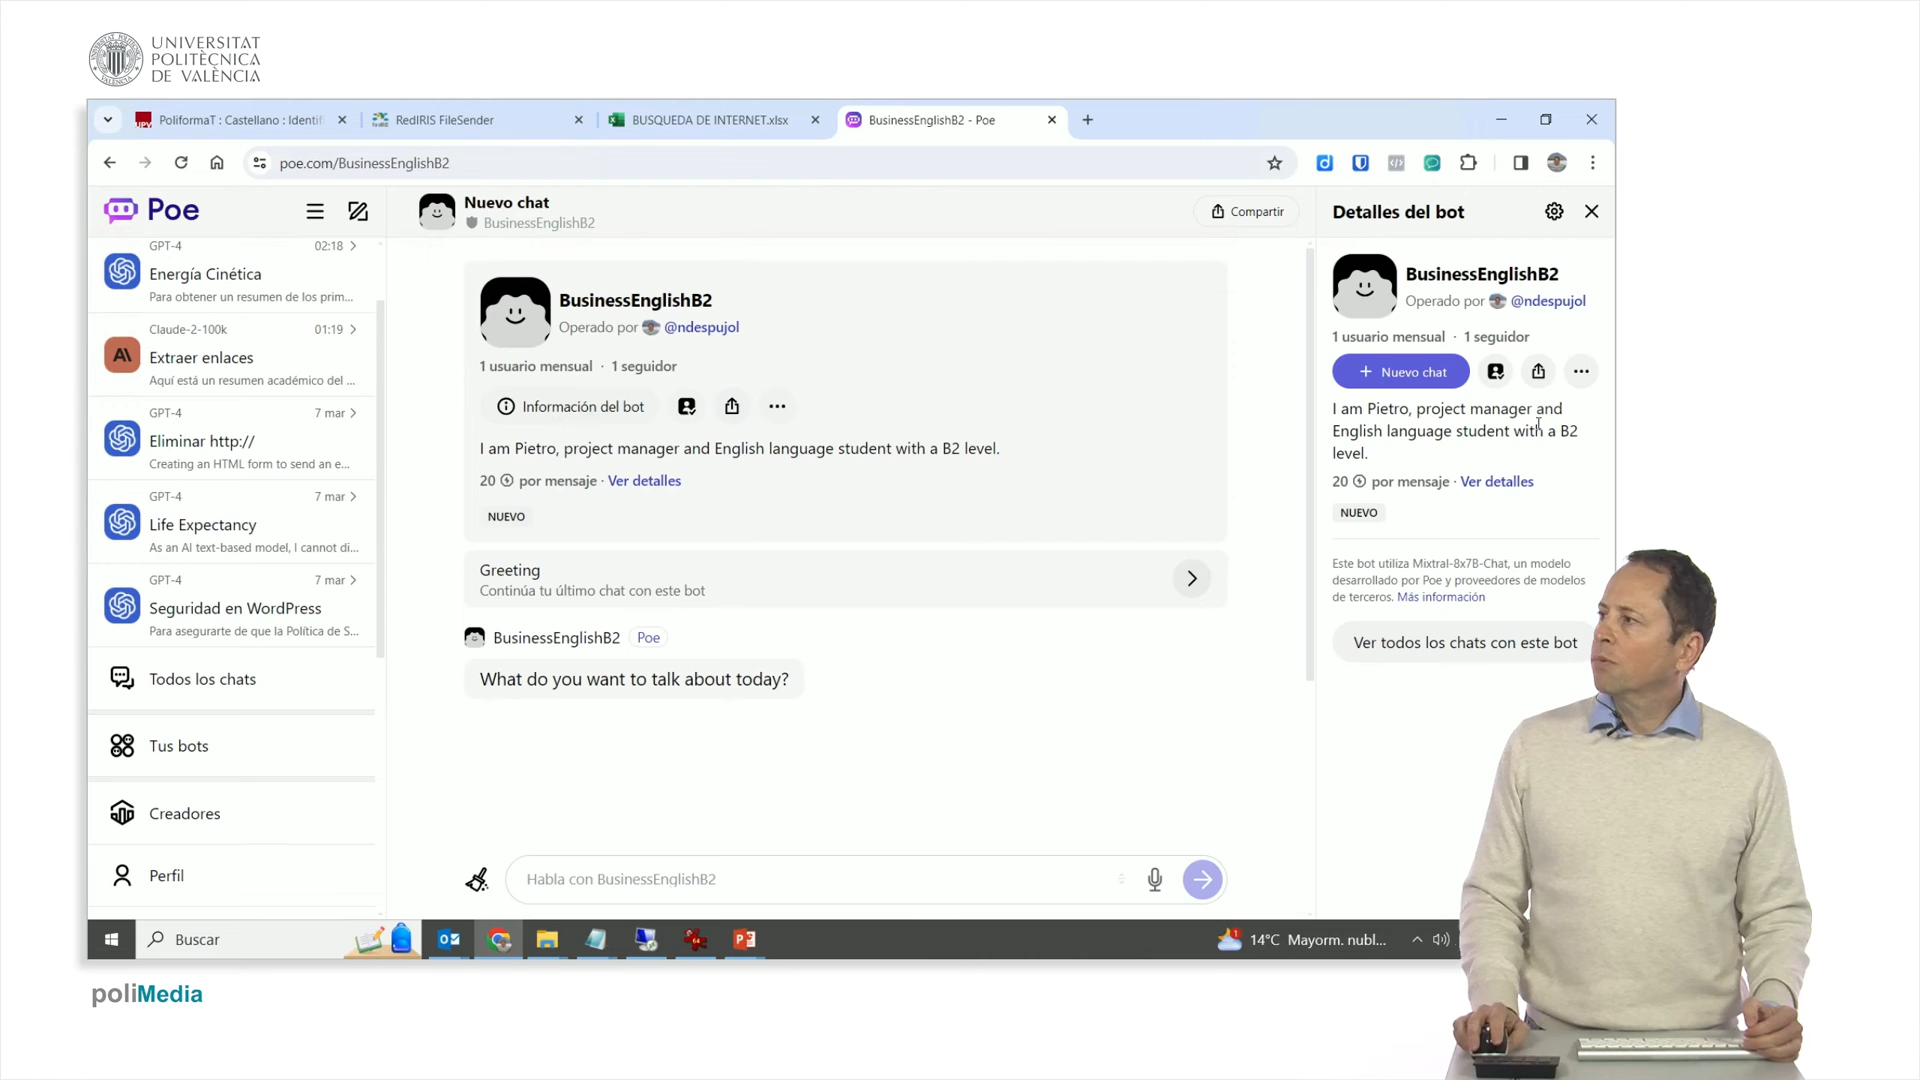 UNIVERSITAT
POLITÈCNICA
DE VALÈNCIA
PoliformaT : Castellano : Identifi
RedIRIS FileSender
BUSQUEDA DE INTERNET.xlsx
BusinessEnglishB2 - Poe
poe.com/BusinessEnglishB2
Poe
GPT-4 02:18
Energía Cinética
Para obtener un resumen de los prim...
Claude-2-100k 01:19
Extraer enlaces
Aquí está un resumen académico del ...
GPT-4 7 mar
Eliminar http://
Creating an HTML form to send an e...
GPT-4 7 mar
Life Expectancy
As an AI text-based model, I cannot di...
GPT-4 7 mar
Seguridad en WordPress
Para asegurarte de que la Política de S...
Todos los chats
Tus bots
Creadores
Perfil
Nuevo chat
BusinessEnglishB2
Compartir
BusinessEnglishB2
Operado por @ndespujol
1 usuario mensual · 1 seguidor
Información del bot
I am Pietro, project manager and English language student with a B2 level.
20 por mensaje · Ver detalles
NUEVO
Greeting
Continúa tu último chat con este bot
BusinessEnglishB2 Poe
What do you want to talk about today?
Habla con BusinessEnglishB2
Detalles del bot
BusinessEnglishB2
Operado por @ndespujol
1 usuario mensual · 1 seguidor
+ Nuevo chat
I am Pietro, project manager and
English language student with a B2
level.
20 por mensaje · Ver detalles
NUEVO
Este bot utiliza Mixtral-8x7B-Chat, un modelo
desarrollado por Poe y proveedores de modelos
de terceros. Más información
Ver todos los chats con este bot
Buscar
14°C Mayorm. nubl...
poliMedia